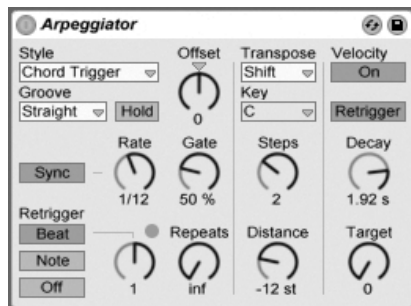 Arpeggiator
Style Offset Transpose Velocity
Chord Trigger Shift On
Groove Key
Straight Hold 0 C Retrigger
Rate Gate Steps Decay
Sync
1/12 50 % 2 1.92 s
Retrigger
Beat Repeats Distance Target
Note
Off 1 inf -12 st 0